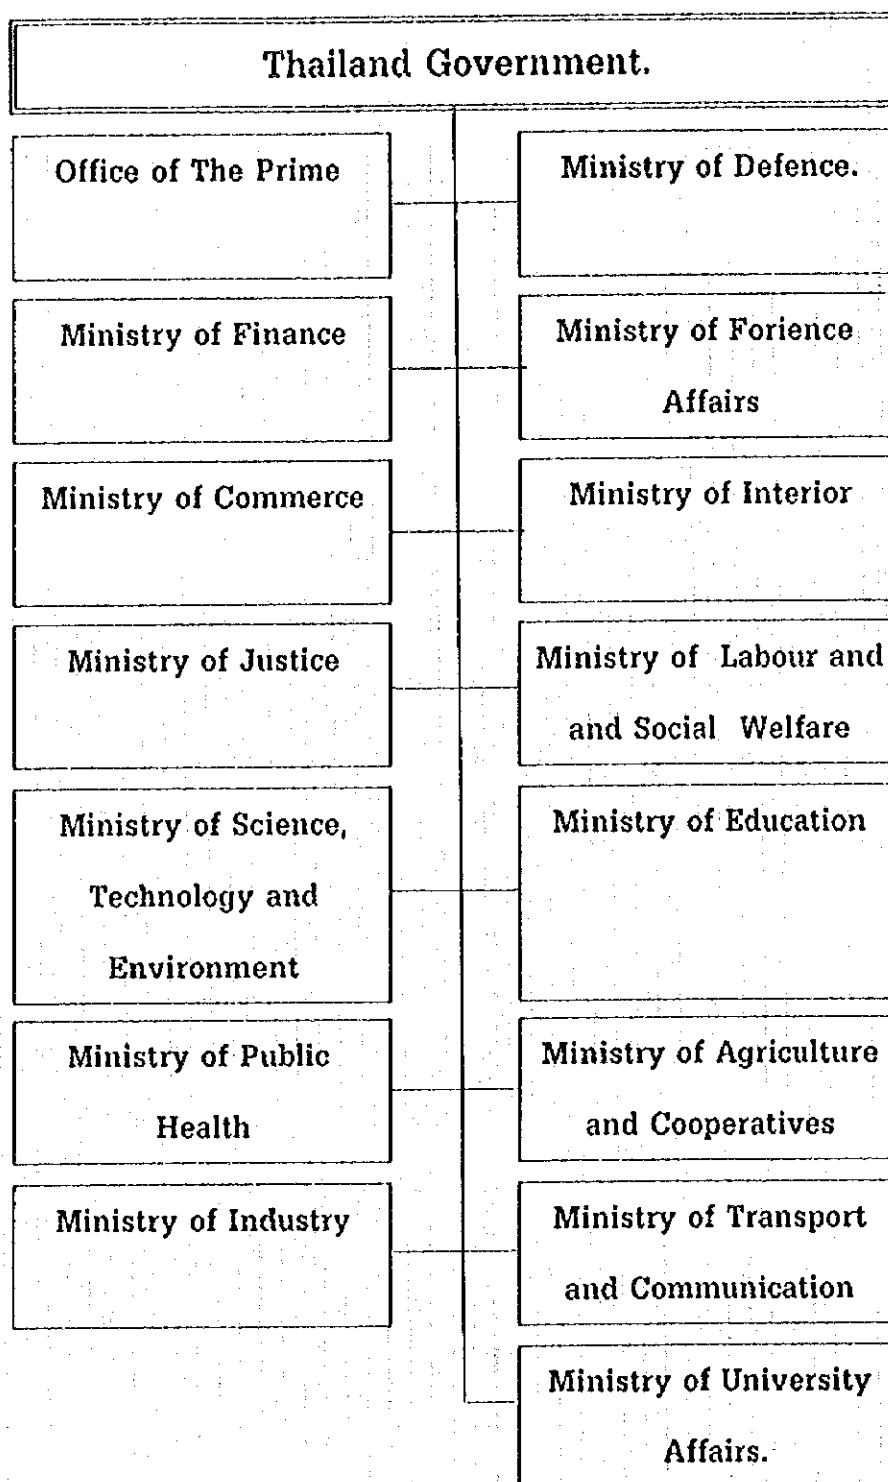 Thailand Government.
Office of The Prime
Ministry of Defence.
Ministry of Finance
Ministry of Forience
Affairs
Ministry of Commerce
Ministry of Interior
Ministry of Justice
Ministry of Labour and
and Social Welfare
Ministry of Science,
Technology and
Environment
Ministry of Education
Ministry of Public
Health
Ministry of Agriculture
and Cooperatives
Ministry of Industry
Ministry of Transport
and Communication
Ministry of University
Affairs.